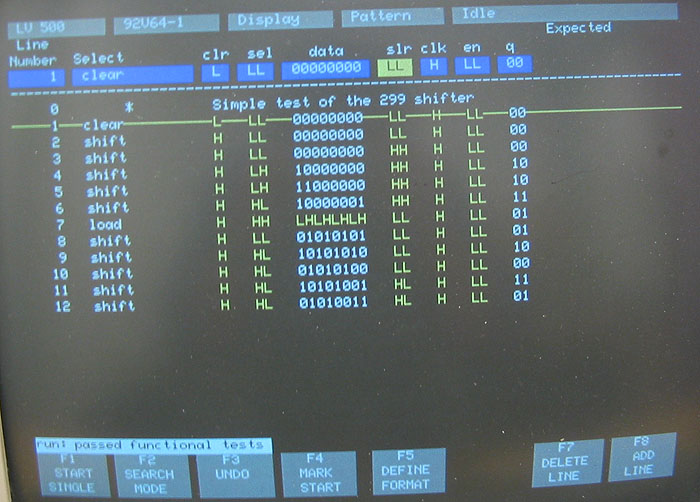 LV 500 92V64-1 Display Pattern Idle
Expected
Line
Number Select clr sel data slr clk en q
1 clear L LL 00000000 LL H LL 00
0 * Simple test of the 299 shifter
1 clear L LL 00000000 LL H LL 00
2 shift H LL 00000000 LL H LL 00
3 shift H LL 00000000 HH H LL 00
4 shift H LH 10000000 HH H LL 10
5 shift H LH 11000000 HH H LL 10
6 shift H HL 10000001 HH H LL 11
7 load H HH LHLHLHLH LL H LL 01
8 shift H LL 01010101 LL H LL 01
9 shift H HL 10101010 LL H LL 10
10 shift H HL 01010100 LL H LL 00
11 shift H HL 10101001 HL H LL 11
12 shift H HL 01010011 HL H LL 01
run: passed functional tests
F1 F2 F3 F4 F5 F7 F8
START SEARCH UNDO MARK DEFINE DELETE ADD
SINGLE MODE START FORMAT LINE LINE